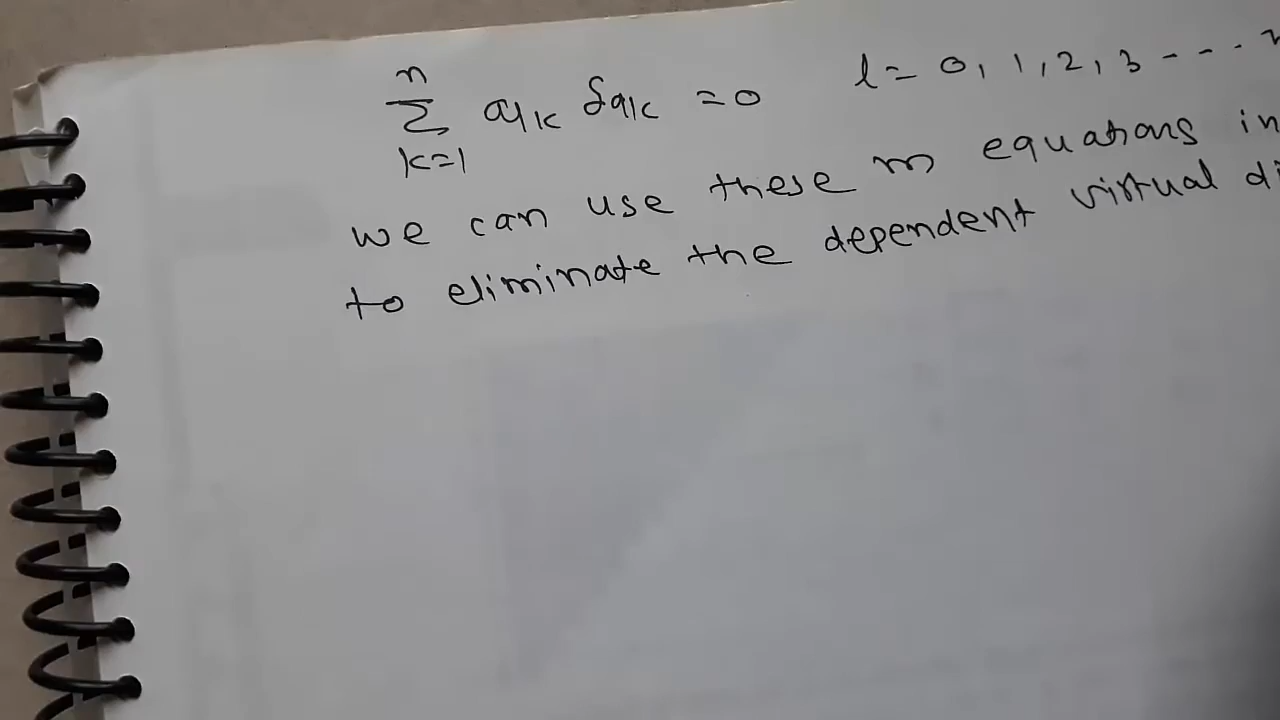 n
∑ a_lk δq_k = 0 l = 0, 1, 2, 3 - - - -
k=1
we can use these m equations in
to eliminate the dependent virtual